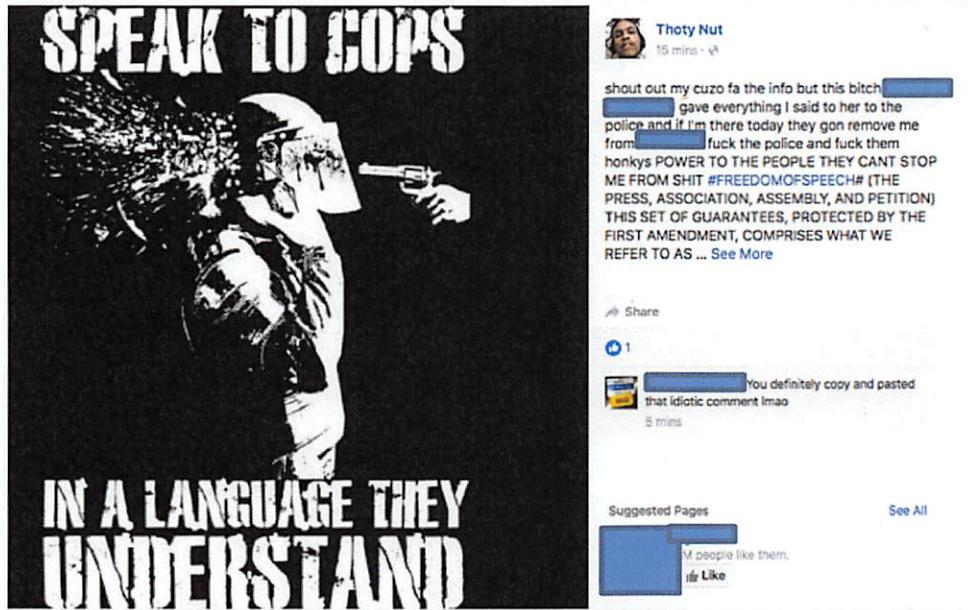 SPEAK TO COPS
IN A LANGUAGE THEY
UNDERSTAND
Thoty Nut
15 mins ·
shout out my cuzo fa the info but this bitch
gave everything I said to her to the
police and if I'm there today they gon remove me
from fuck the police and fuck them
honkys POWER TO THE PEOPLE THEY CANT STOP
ME FROM SHIT #FREEDOMOFSPEECH# (THE
PRESS, ASSOCIATION, ASSEMBLY, AND PETITION)
THIS SET OF GUARANTEES, PROTECTED BY THE
FIRST AMENDMENT, COMPRISES WHAT WE
REFER TO AS ... See More
Share
1
You definitely copy and pasted
that idiotic comment lmao
5 mins
Suggested Pages See All
M people like them.
Like